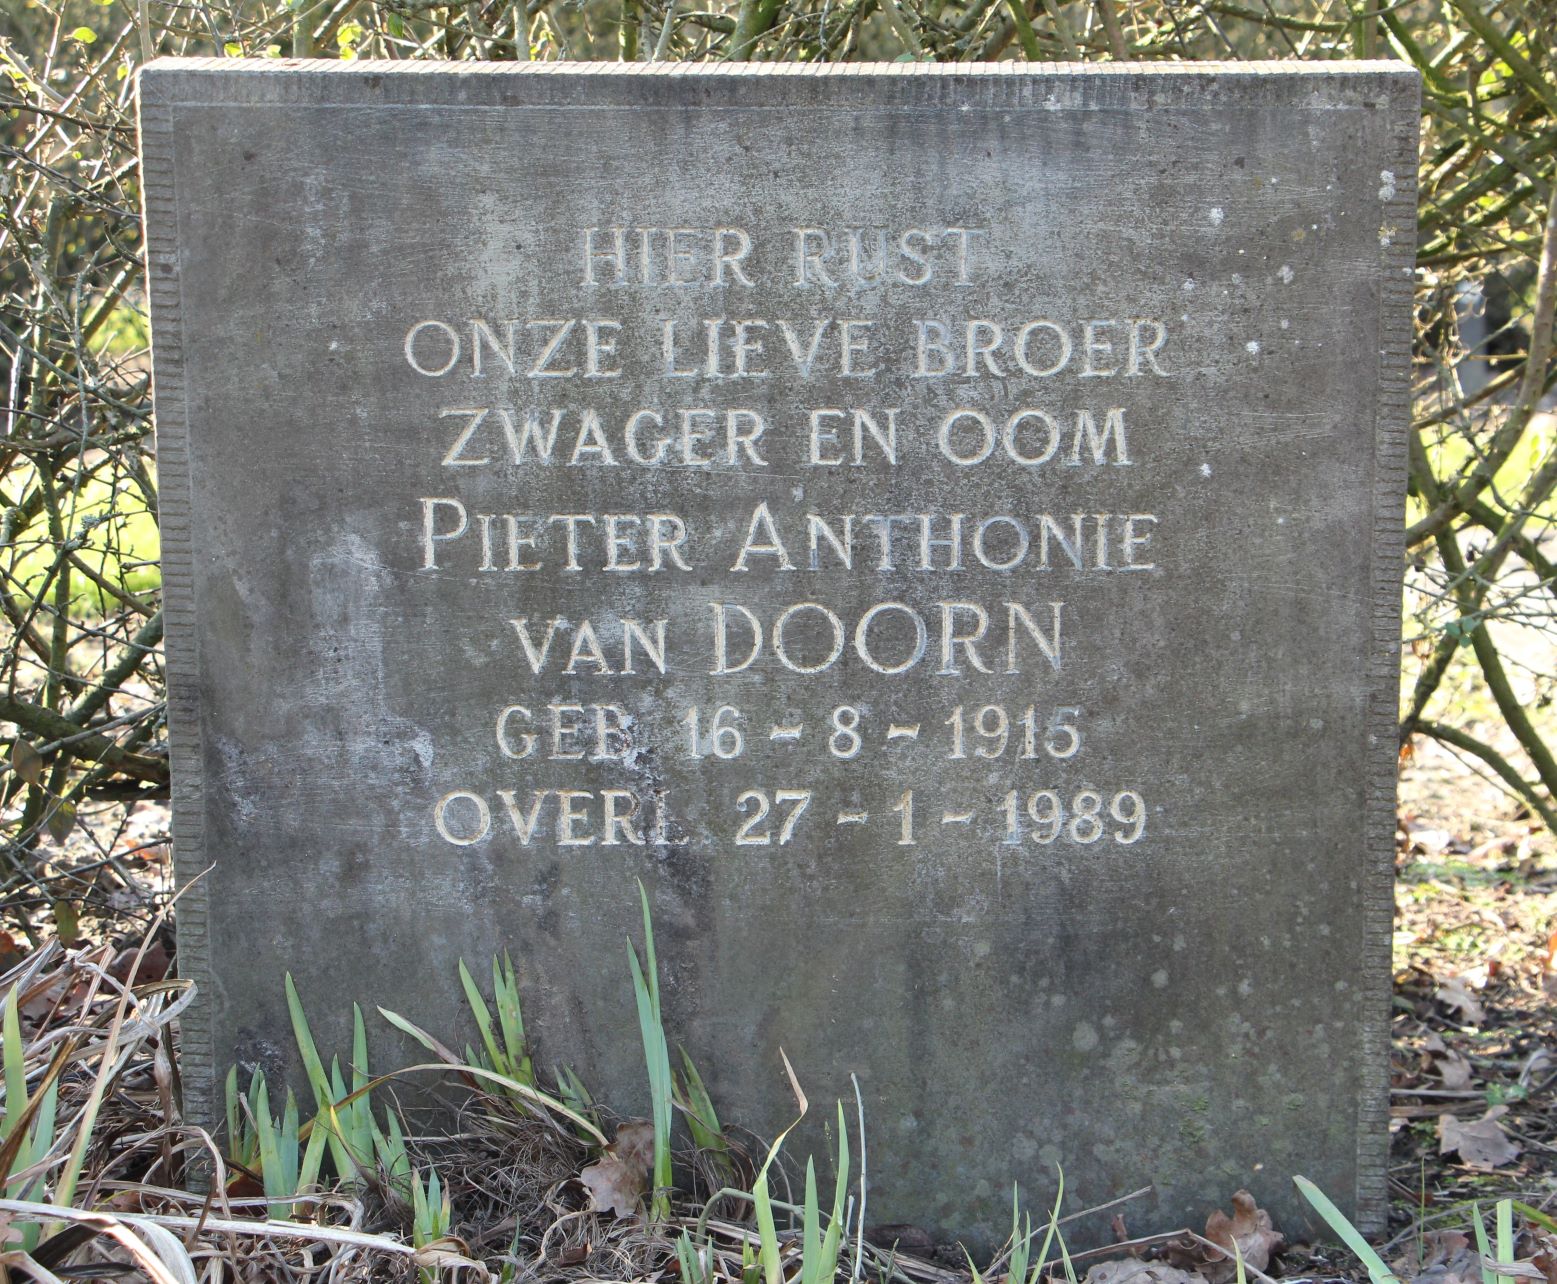 HIER RUST
ONZE LIEVE BROER
ZWAGER EN OOM
PIETER ANTHONIE
VAN DOORN
GEB. 16-8-1915
OVERL. 27-1-1989